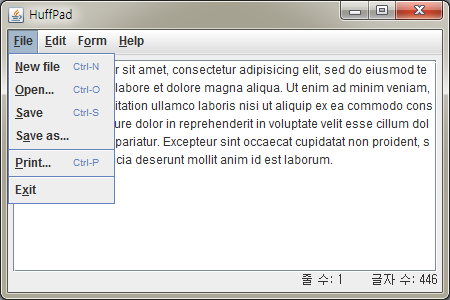 HuffPad
File Edit Form Help
New file Ctrl-N
Open... Ctrl-O
Save Ctrl-S
Save as...
Print... Ctrl-P
Exit
r sit amet, consectetur adipisicing elit, sed do eiusmod te
labore et dolore magna aliqua. Ut enim ad minim veniam,
itation ullamco laboris nisi ut aliquip ex ea commodo cons
ure dolor in reprehenderit in voluptate velit esse cillum dol
pariatur. Excepteur sint occaecat cupidatat non proident, s
cia deserunt mollit anim id est laborum.
줄 수: 1 글자 수: 446